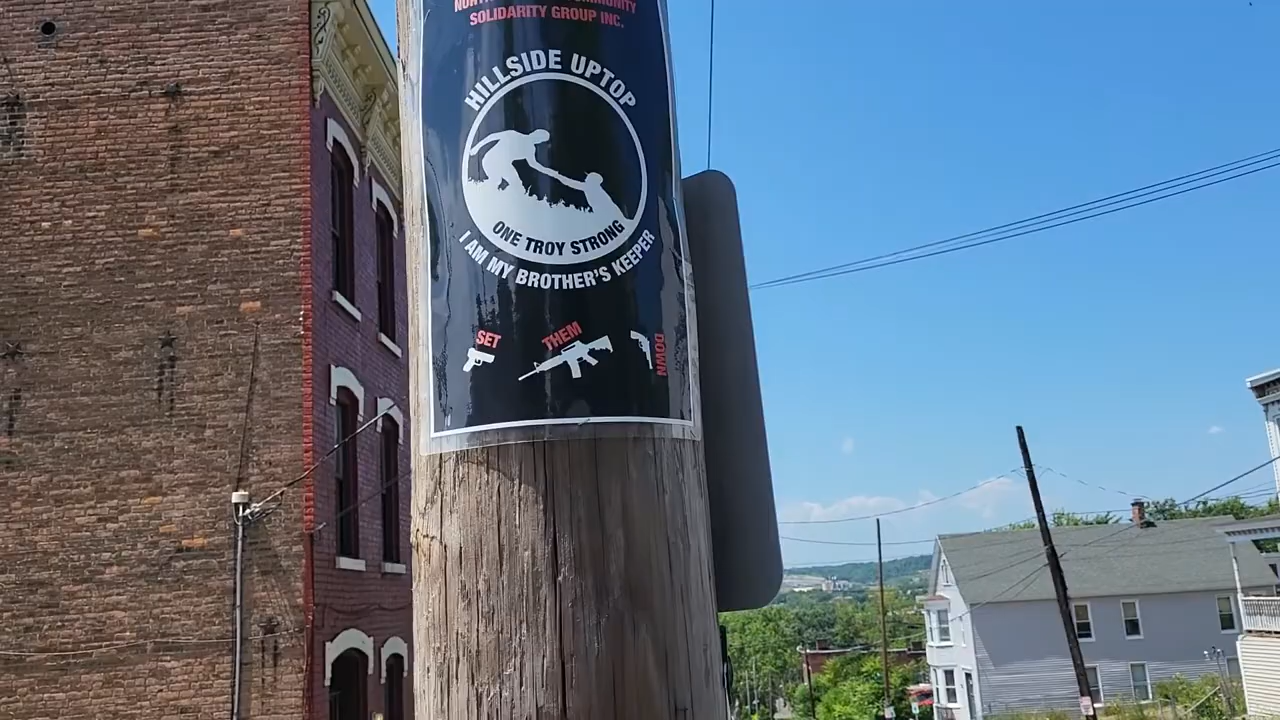 SOLIDARITY GROUP INC.
HILLSIDE UPTOP
ONE TROY STRONG
I AM MY BROTHER'S KEEPER
SET THEM DOWN